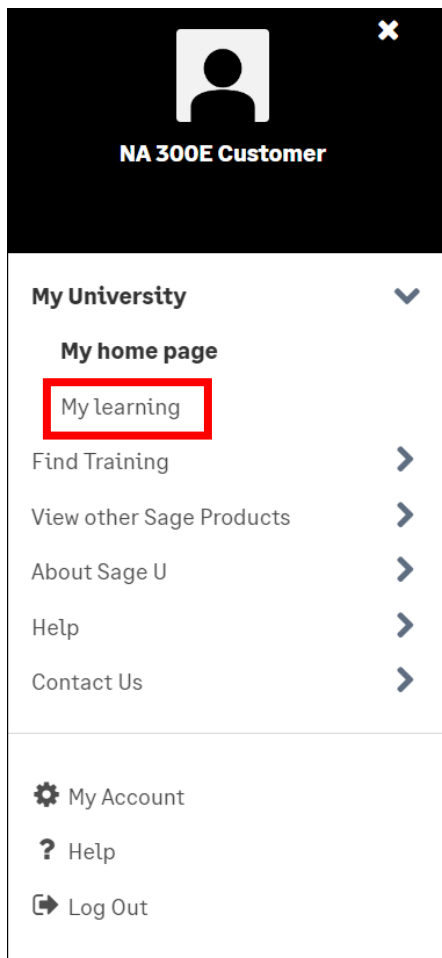 NA 300E Customer
My University
My home page
My learning
Find Training
View other Sage Products
About Sage U
Help
Contact Us
My Account
? Help
Log Out